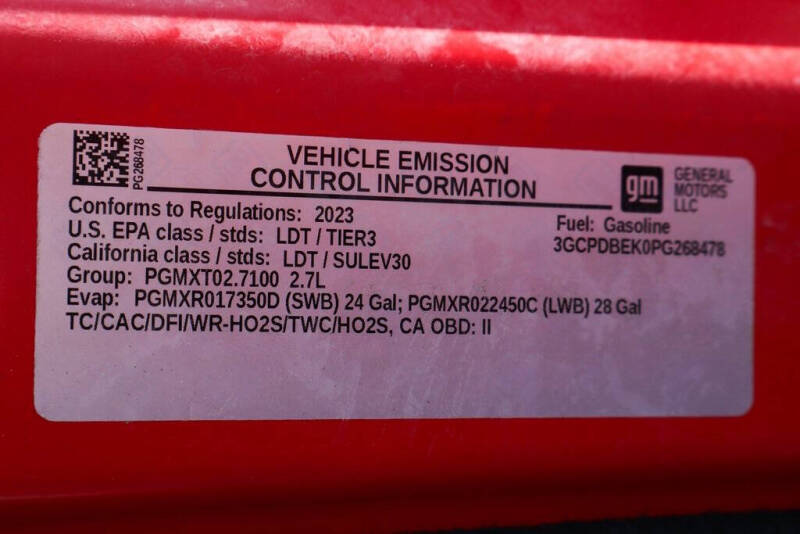 PG268478
VEHICLE EMISSION
CONTROL INFORMATION
gm
GENERAL
MOTORS
LLC
Conforms to Regulations: 2023
Fuel: Gasoline
U.S. EPA class / stds: LDT / TIER3
3GCPDBEK0PG268478
California class / stds: LDT / SULEV30
Group: PGMXT02.7100 2.7L
Evap: PGMXR017350D (SWB) 24 Gal; PGMXR022450C (LWB) 28 Gal
TC/CAC/DFI/WR-HO2S/TWC/HO2S, CA OBD: II